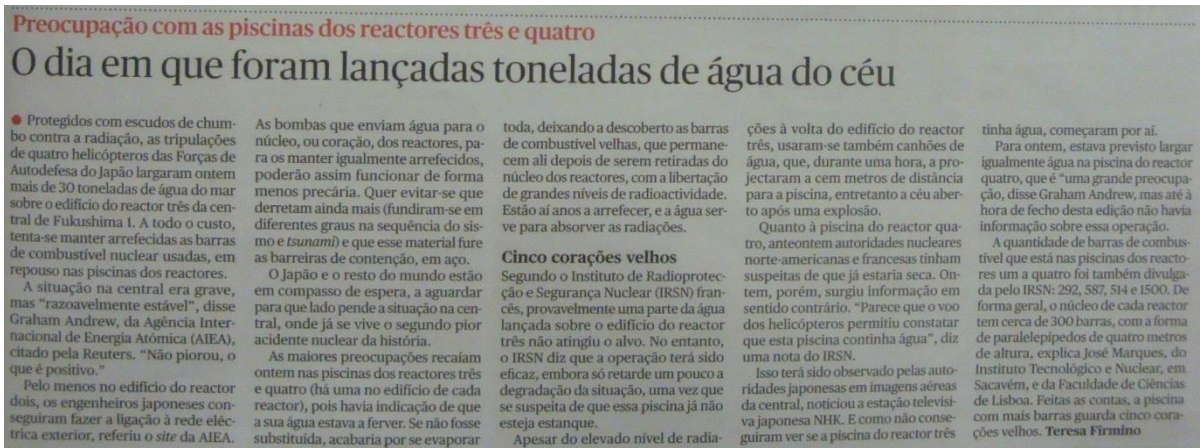 Preocupação com as piscinas dos reactores três e quatro
O dia em que foram lançadas toneladas de água do céu
● Protegidos com escudos de chum-
bo contra a radiação, as tripulações
de quatro helicópteros das Forças de
Autodefesa do Japão largaram ontem
mais de 30 toneladas de água do mar
sobre o edifício do reactor três da cen-
tral de Fukushima 1. A todo o custo,
tenta-se manter arrefecidas as barras
de combustível nuclear usadas, em
repouso nas piscinas dos reactores.
A situação na central era grave,
mas "razoavelmente estável", disse
Graham Andrew, da Agência Inter-
nacional de Energia Atómica (AIEA),
citado pela Reuters. "Não piorou, o
que é positivo."
Pelo menos no edifício do reactor
dois, os engenheiros japoneses con-
seguiram fazer a ligação à rede eléc-
trica exterior, referiu o site da AIEA.
As bombas que enviam água para o
núcleo, ou coração, dos reactores, pa-
ra os manter igualmente arrefecidos,
poderão assim funcionar de forma
menos precária. Quer evitar-se que
derretam ainda mais (fundiram-se em
diferentes graus na sequência do sis-
mo e tsunami) e que esse material fure
as barreiras de contenção, em aço.
O Japão e o resto do mundo estão
em compasso de espera, a aguardar
para que lado pende a situação na cen-
tral, onde já se vive o segundo pior
acidente nuclear da história.
As maiores preocupações recaíam
ontem nas piscinas dos reactores três
e quatro (há uma no edifício de cada
reactor), pois havia indicação de que
a sua água estava a ferver. Se não fosse
substituída, acabaria por se evaporar
toda, deixando a descoberto as barras
de combustível velhas, que permane-
cem ali depois de serem retiradas do
núcleo dos reactores, com a libertação
de grandes níveis de radioactividade.
Estão aí anos a arrefecer, e a água ser-
ve para absorver as radiações.
Cinco corações velhos
Segundo o Instituto de Radioprotec-
ção e Segurança Nuclear (IRSN) fran-
cês, provavelmente uma parte da água
lançada sobre o edifício do reactor
três não atingiu o alvo. No entanto,
o IRSN diz que a operação terá sido
eficaz, embora só retarde um pouco a
degradação da situação, uma vez que
se suspeita de que essa piscina já não
esteja estanque.
Apesar do elevado nível de radia-
ções à volta do edifício do reactor
três, usaram-se também canhões de
água, que, durante uma hora, a pro-
jectaram a cem metros de distância
para a piscina, entretanto a céu aber-
to após uma explosão.
Quanto à piscina do reactor qua-
tro, anteontem autoridades nucleares
norte-americanas e francesas tinham
suspeitas de que já estaria seca. On-
tem, porém, surgiu informação em
sentido contrário. "Parece que o voo
dos helicópteros permitiu constatar
que esta piscina continha água", diz
uma nota do IRSN.
Isso terá sido observado pelas auto-
ridades japonesas em imagens aéreas
da central, noticiou a estação televisi-
va japonesa NHK. E como não conse-
guiram ver se a piscina do reactor três
tinha água, começaram por aí.
Para ontem, estava previsto largar
igualmente água na piscina do reactor
quatro, que é "uma grande preocupa-
ção, disse Graham Andrew, mas até à
hora de fecho desta edição não havia
informação sobre essa operação.
A quantidade de barras de combus-
tível que está nas piscinas dos reacto-
res um a quatro foi também divulga-
da pelo IRSN: 292, 587, 514 e 1500. De
forma geral, o núcleo de cada reactor
tem cerca de 300 barras, com a forma
de paralelepípedos de quatro metros
de altura, explica José Marques, do
Instituto Tecnológico e Nuclear, em
Sacavém, e da Faculdade de Ciências
de Lisboa. Feitas as contas, a piscina
com mais barras guarda cinco cora-
ções velhos. Teresa Firmino